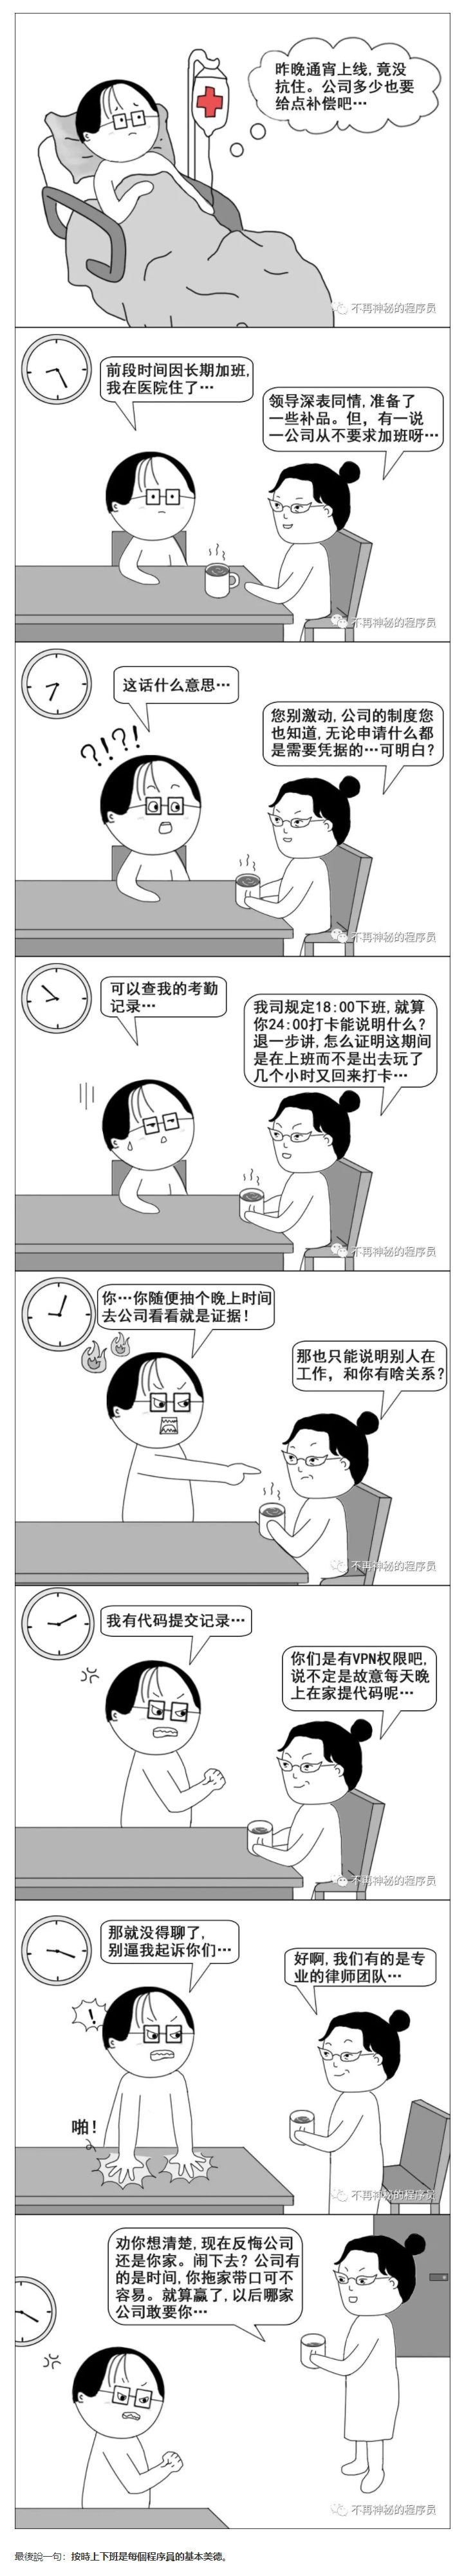 昨晚通宵上线,竟没
抗住。公司多少也要
给点补偿吧…
不再神秘的程序员
前段时间因长期加班,
我在医院住了…
领导深表同情,准备了
一些补品。但，有一说
一公司从不要求加班呀…
不再神秘的程序员
这话什么意思…
?!?!
您别激动,公司的制度您
也知道,无论申请什么都
是需要凭据的…可明白?
不再神秘的程序员
可以查我的考勤
记录…
我司规定18:00下班,就算
你24:00打卡能说明什么?
退一步讲,怎么证明这期间
是在上班而不是出去玩了
几个小时又回来打卡…
不再神秘的程序员
你…你随便抽个晚上时间
去公司看看就是证据!
那也只能说明别人在
工作，和你有啥关系?
不再神秘的程序员
我有代码提交记录…
你们是有VPN权限吧,
说不定是故意每天晚
上在家提代码呢…
不再神秘的程序员
那就没得聊了,
别逼我起诉你们…
好啊,我们有的是专
业的律师团队…
!
啪!
不再神秘的程序员
劝你想清楚,现在反悔公司
还是你家。闹下去?公司有
的是时间,你拖家带口可不
容易。就算赢了,以后哪家
公司敢要你…
不再神秘的程序员
最後說一句：按時上下班是每個程序員的基本美德。